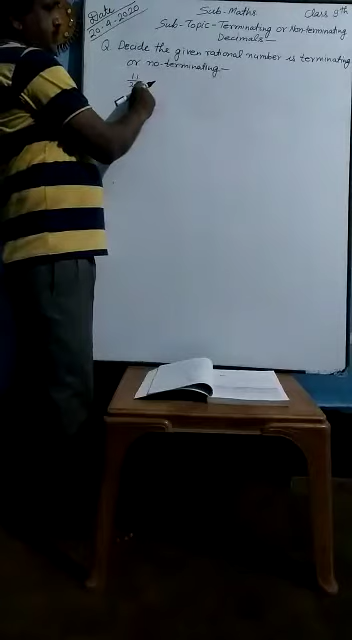 Date
20-4-2020
Sub-Maths
Class 9th
Sub-Topic-Terminating or Non-terminating
Decimals-
Q. Decide the given rational number is terminating
or no-terminating-
11